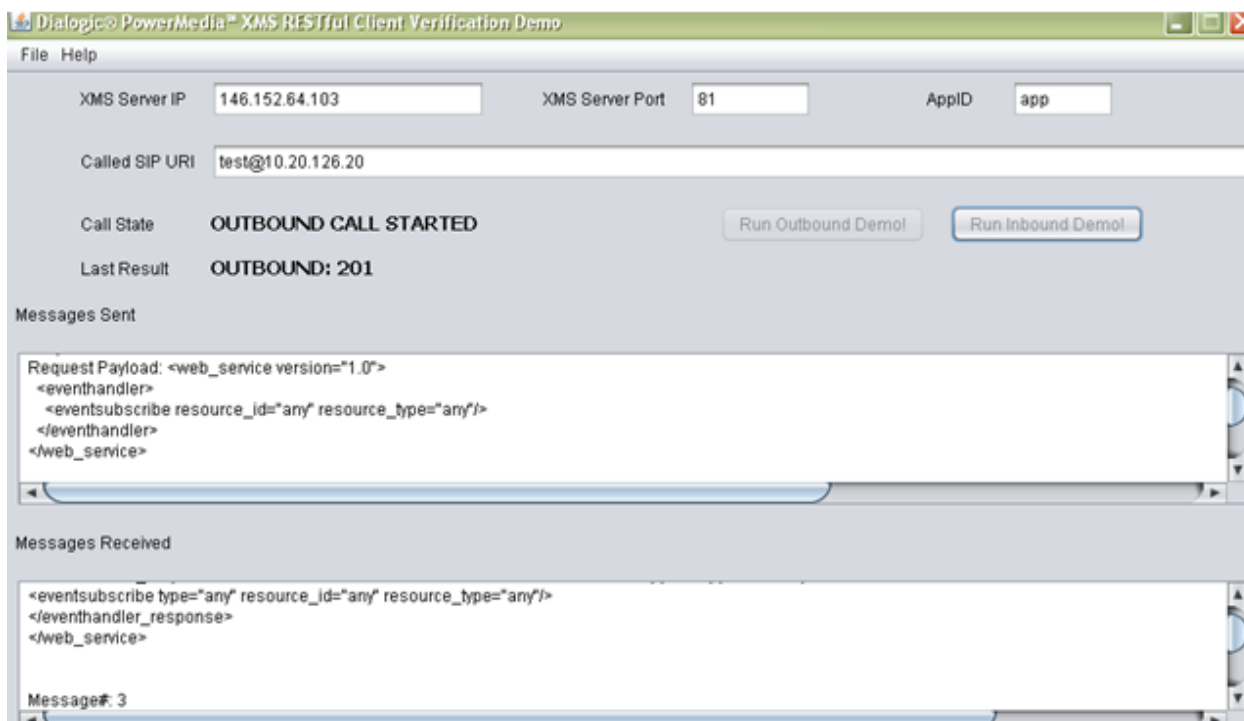 Dialogic® PowerMedia™ XMS RESTful Client Verification Demo
File Help
XMS Server IP 146.152.64.103 XMS Server Port 81 AppID app
Called SIP URI test@10.20.126.20
Call State OUTBOUND CALL STARTED Run Outbound Demo! Run Inbound Demo!
Last Result OUTBOUND: 201
Messages Sent
Request Payload: <web_service version="1.0">
<eventhandler>
<eventsubscribe resource_id="any" resource_type="any"/>
</eventhandler>
</web_service>
Messages Received
<eventsubscribe type="any" resource_id="any" resource_type="any"/>
</eventhandler_response>
</web_service>
Message#: 3